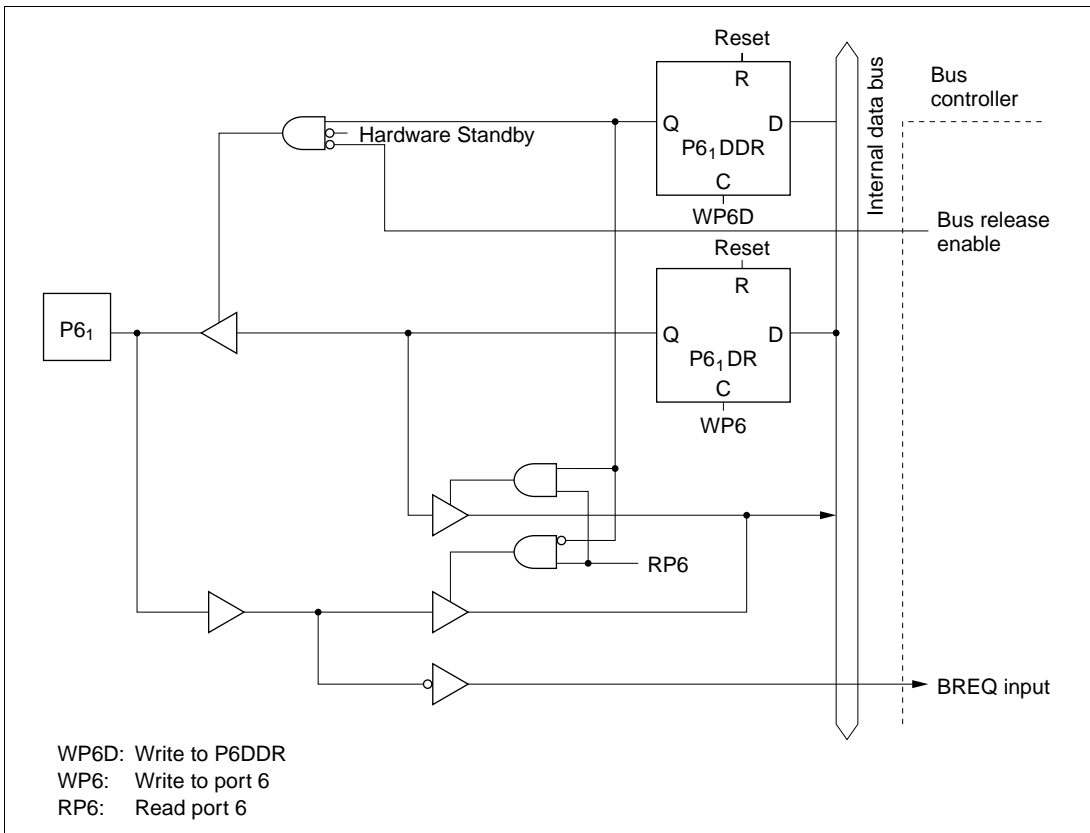 Reset
R
Q
D
P6₁DDR
C
WP6D
Hardware Standby
Internal data bus
Bus
controller
Bus release
enable
Reset
R
Q
D
P6₁DR
C
WP6
P6₁
RP6
BREQ input
WP6D: Write to P6DDR
WP6: Write to port 6
RP6: Read port 6